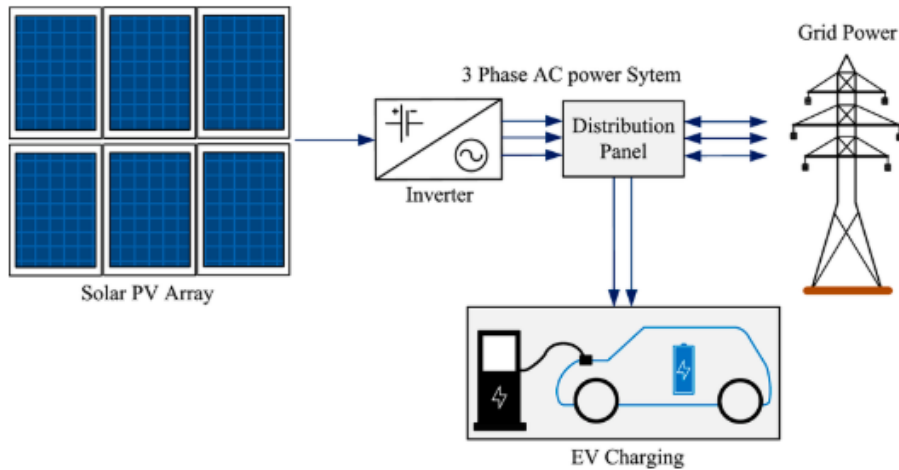 Grid Power
3 Phase AC power Sytem
Distribution
Panel
Inverter
Solar PV Array
EV Charging